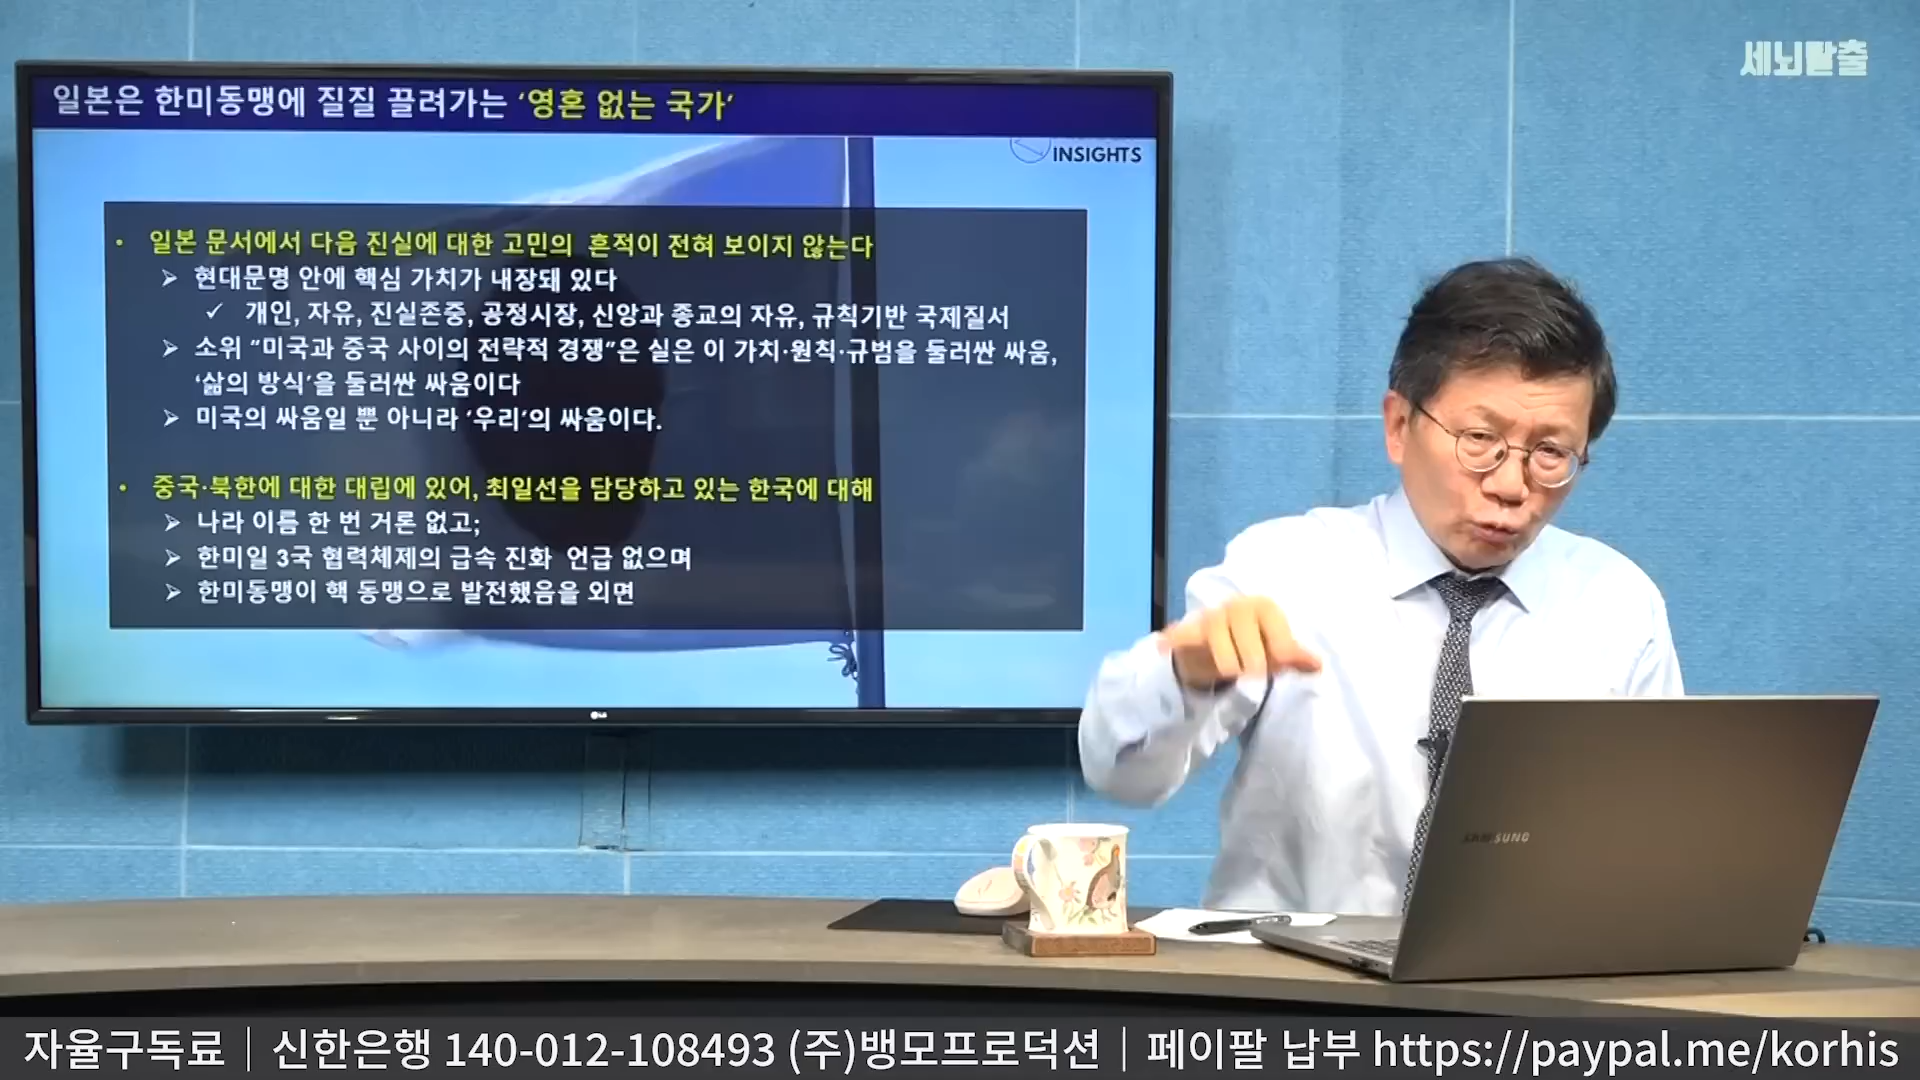 세뇌탈출
일본은 한미동맹에 질질 끌려가는 ‘영혼 없는 국가’
INSIGHTS
• 일본 문서에서 다음 진실에 대한 고민의 흔적이 전혀 보이지 않는다
➢ 현대문명 안에 핵심 가치가 내장돼 있다
✓ 개인, 자유, 진실존중, 공정시장, 신앙과 종교의 자유, 규칙기반 국제질서
➢ 소위 “미국과 중국 사이의 전략적 경쟁”은 실은 이 가치·원칙·규범을 둘러싼 싸움,
‘삶의 방식’을 둘러싼 싸움이다
➢ 미국의 싸움일 뿐 아니라 ‘우리’의 싸움이다.
• 중국·북한에 대한 대립에 있어, 최일선을 담당하고 있는 한국에 대해
➢ 나라 이름 한 번 거론 없고;
➢ 한미일 3국 협력체제의 급속 진화 언급 없으며
➢ 한미동맹이 핵 동맹으로 발전했음을 외면
LG
SAMSUNG
자율구독료│신한은행 140-012-108493 (주)뱅모프로덕션│페이팔 납부 https://paypal.me/korhis